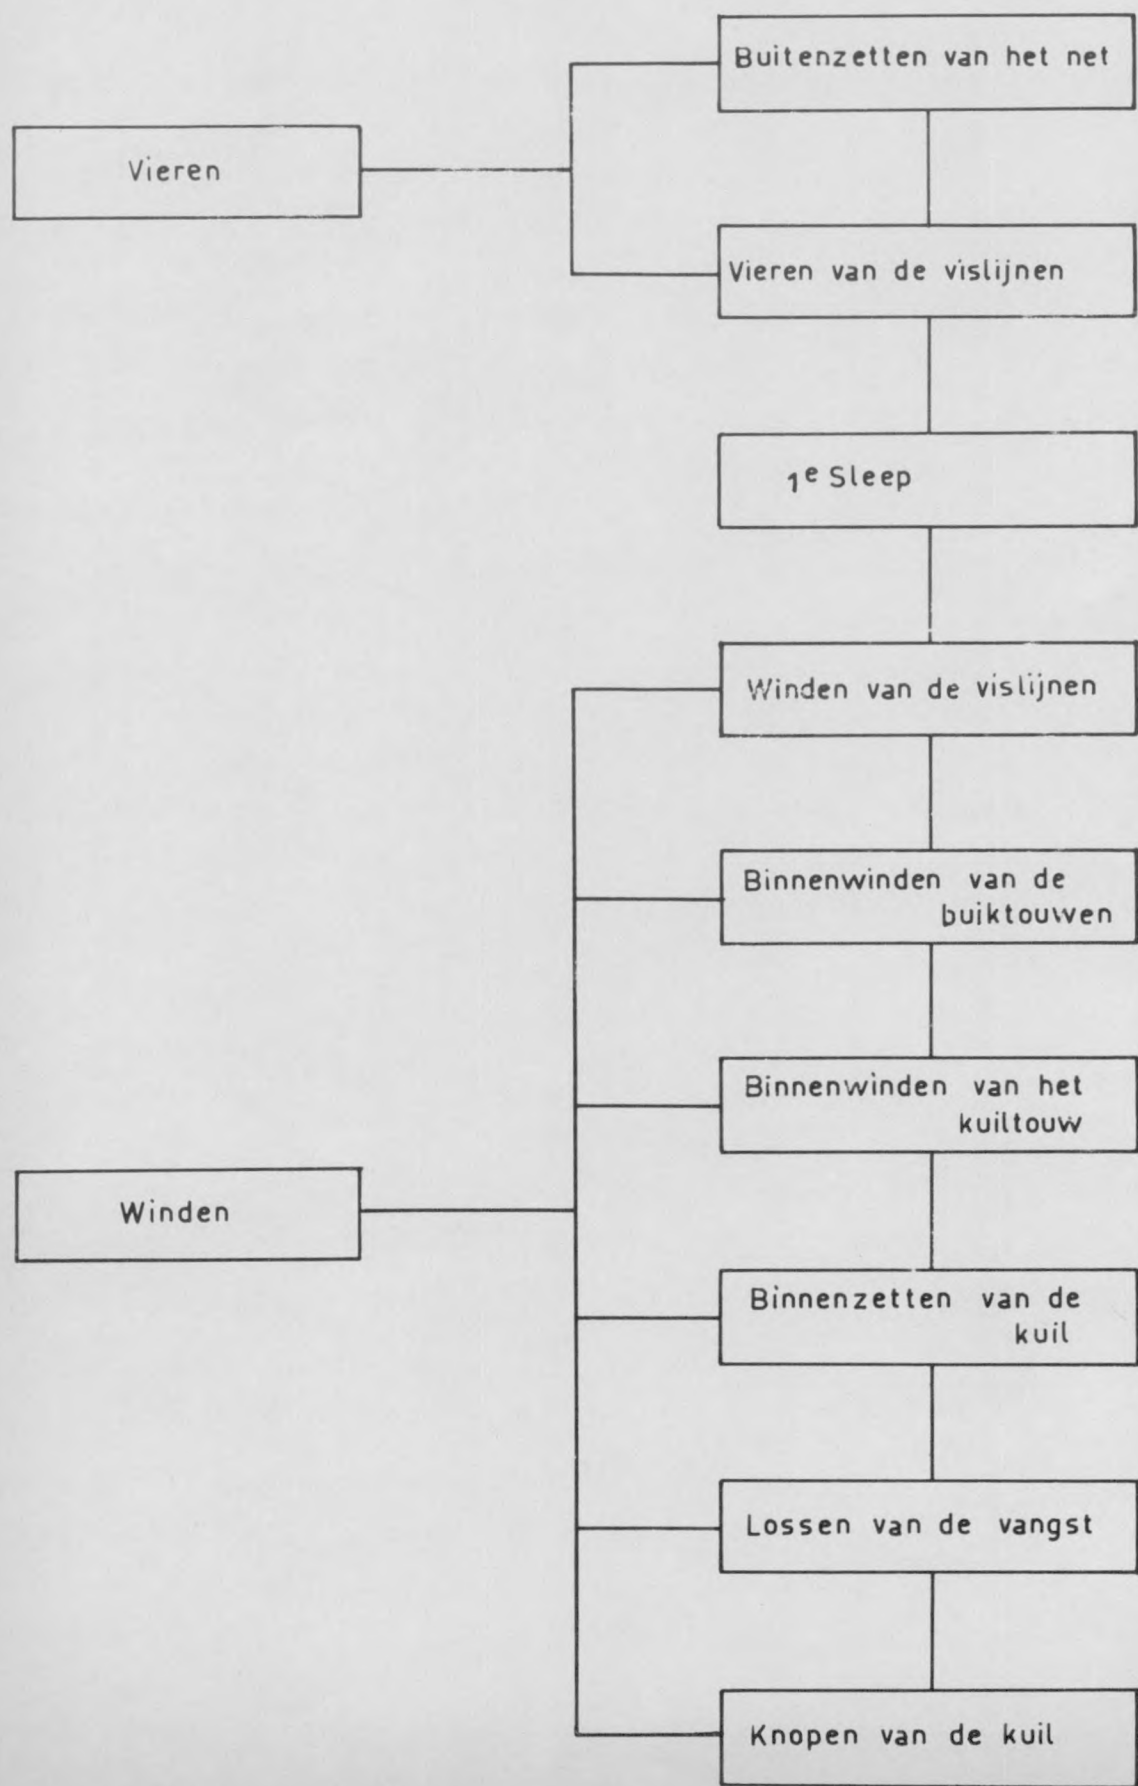 Buitenzetten van het net
Vieren
Vieren van de vislijnen
1e Sleep
Winden van de vislijnen
Binnenwinden van de
buiktouwen
Binnenwinden van het
kuiltouw
Winden
Binnenzetten van de
kuil
Lossen van de vangst
Knopen van de kuil